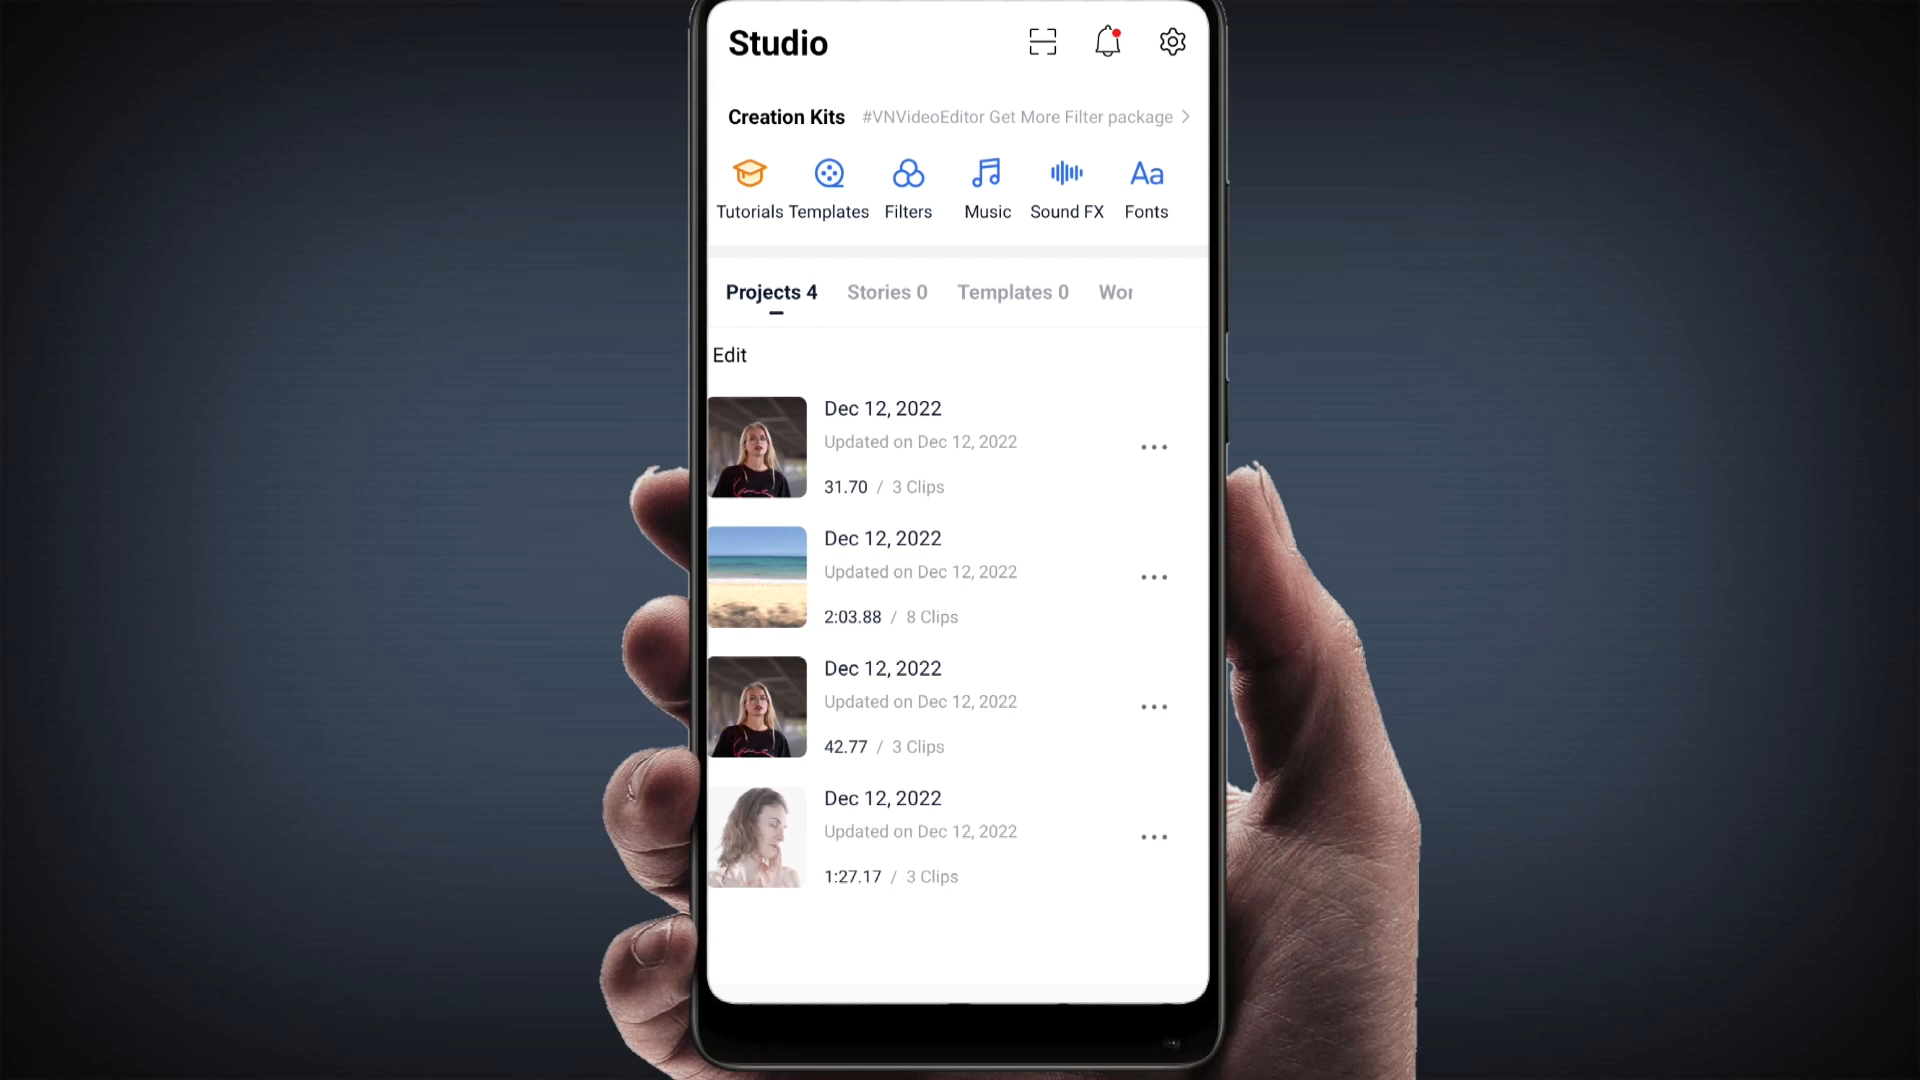 Studio
Creation Kits #VNVideoEditor Get More Filter package
Aa
Tutorials Templates Filters Music Sound FX Fonts
Projects 4 Stories 0 Templates 0 Wor
Edit
Dec 12, 2022
Updated on Dec 12, 2022
31.70 / 3 Clips
Dec 12, 2022
Updated on Dec 12, 2022
2:03.88 / 8 Clips
Dec 12, 2022
Updated on Dec 12, 2022
42.77 / 3 Clips
Dec 12, 2022
Updated on Dec 12, 2022
1:27.17 / 3 Clips